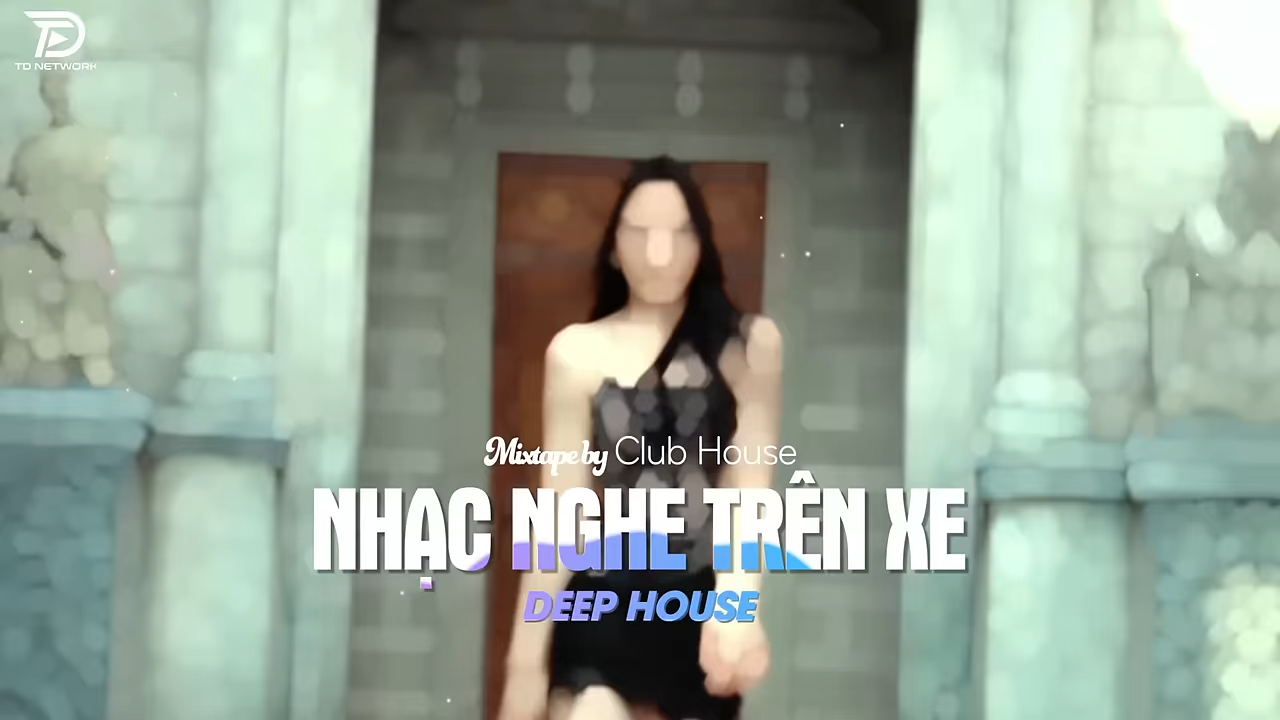 TD NETWORK
Mixtape by Club House
NHẠC NGHE TRÊN XE
DEEP HOUSE